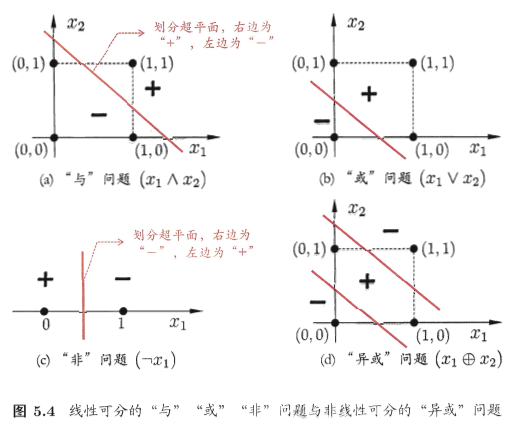 x₂
划分超平面，右边为
“+”，左边为“−”
(0,1)
(1,1)
+
−
(0,0)
(1,0)
x₁
(a) “与”问题 (x₁ ∧ x₂)
x₂
(0,1)
(1,1)
+
−
(0,0)
(1,0)
x₁
(b) “或”问题 (x₁ ∨ x₂)
划分超平面，右边为
“−”，左边为“+”
+
−
0
1
x₁
(c) “非”问题 (¬x₁)
x₂
−
(0,1)
(1,1)
+
−
(0,0)
(1,0)
x₁
(d) “异或”问题 (x₁ ⊕ x₂)
图 5.4 线性可分的“与”“或”“非”问题与非线性可分的“异或”问题